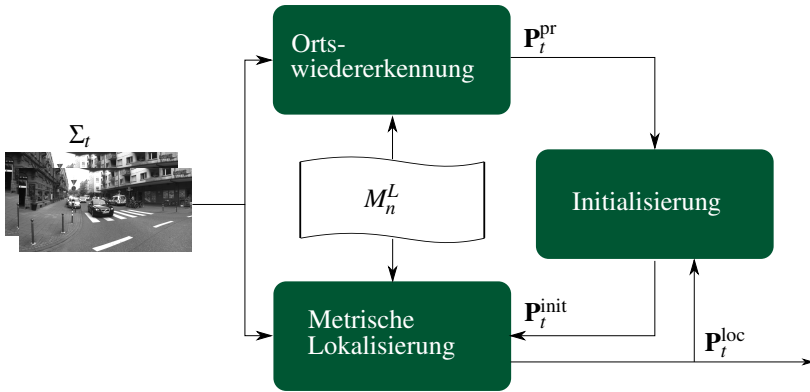 Orts-
wiedererkennung
P_t^pr
Σ_t
M_n^L
Initialisierung
Metrische
Lokalisierung
P_t^init
P_t^loc